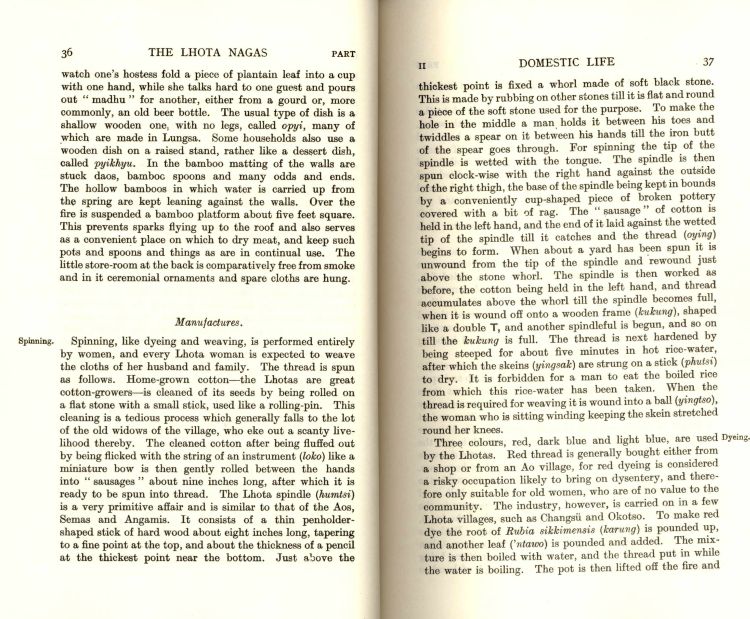 36 THE LHOTA NAGAS PART
watch one's hostess fold a piece of plantain leaf into a cup
with one hand, while she talks hard to one guest and pours
out " madhu " for another, either from a gourd or, more
commonly, an old beer bottle. The usual type of dish is a
shallow wooden one, with no legs, called opyi, many of
which are made in Lungsa. Some households also use a
wooden dish on a raised stand, rather like a dessert dish,
called pyikhyu. In the bamboo matting of the walls are
stuck daos, bamboo spoons and many odds and ends.
The hollow bamboos in which water is carried up from
the spring are kept leaning against the walls. Over the
fire is suspended a bamboo platform about five feet square.
This prevents sparks flying up to the roof and also serves
as a convenient place on which to dry meat, and keep such
pots and spoons and things as are in continual use. The
little store-room at the back is comparatively free from smoke
and in it ceremonial ornaments and spare cloths are hung.
Manufactures.
Spinning. Spinning, like dyeing and weaving, is performed entirely
by women, and every Lhota woman is expected to weave
the cloths of her husband and family. The thread is spun
as follows. Home-grown cotton—the Lhotas are great
cotton-growers—is cleaned of its seeds by being rolled on
a flat stone with a small stick, used like a rolling-pin. This
cleaning is a tedious process which generally falls to the lot
of the old widows of the village, who eke out a scanty live-
lihood thereby. The cleaned cotton after being fluffed out
by being flicked with the string of an instrument (loko) like a
miniature bow is then gently rolled between the hands
into " sausages " about nine inches long, after which it is
ready to be spun into thread. The Lhota spindle (humtsi)
is a very primitive affair and is similar to that of the Aos,
Semas and Angamis. It consists of a thin penholder-
shaped stick of hard wood about eight inches long, tapering
to a fine point at the top, and about the thickness of a pencil
at the thickest point near the bottom. Just above the
II DOMESTIC LIFE 37
thickest point is fixed a whorl made of soft black stone.
This is made by rubbing on other stones till it is flat and round
a piece of the soft stone used for the purpose. To make the
hole in the middle a man holds it between his toes and
twiddles a spear on it between his hands till the iron butt
of the spear goes through. For spinning the tip of the
spindle is wetted with the tongue. The spindle is then
spun clock-wise with the right hand against the outside
of the right thigh, the base of the spindle being kept in bounds
by a conveniently cup-shaped piece of broken pottery
covered with a bit of rag. The " sausage " of cotton is
held in the left hand, and the end of it laid against the wetted
tip of the spindle till it catches and the thread (oying)
begins to form. When about a yard has been spun it is
unwound from the tip of the spindle and rewound just
above the stone whorl. The spindle is then worked as
before, the cotton being held in the left hand, and thread
accumulates above the whorl till the spindle becomes full,
when it is wound off onto a wooden frame (kukung), shaped
like a double T, and another spindleful is begun, and so on
till the kukung is full. The thread is next hardened by
being steeped for about five minutes in hot rice-water,
after which the skeins (yingsak) are strung on a stick (phutsi)
to dry. It is forbidden for a man to eat the boiled rice
from which this rice-water has been taken. When the
thread is required for weaving it is wound into a ball (yingtso),
the woman who is sitting winding keeping the skein stretched
round her knees.
Three colours, red, dark blue and light blue, are used Dyeing.
by the Lhotas. Red thread is generally bought either from
a shop or from an Ao village, for red dyeing is considered
a risky occupation likely to bring on dysentery, and there-
fore only suitable for old women, who are of no value to the
community. The industry, however, is carried on in a few
Lhota villages, such as Changsü and Okotso. To make red
dye the root of Rubia sikkimensis (karung) is pounded up,
and another leaf ('ntawo) is pounded and added. The mix-
ture is then boiled with water, and the thread put in while
the water is boiling. The pot is then lifted off the fire and